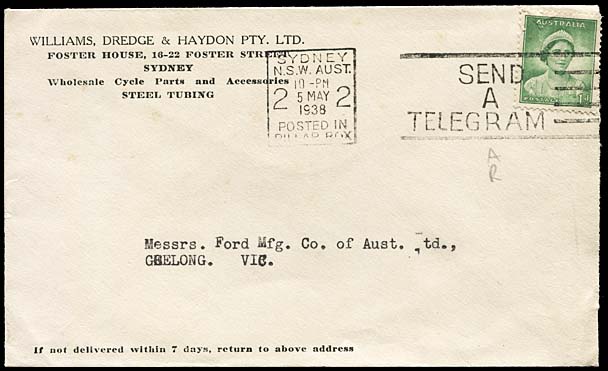 WILLIAMS, DREDGE & HAYDON PTY. LTD.
FOSTER HOUSE, 16-22 FOSTER STREET
SYDNEY
Wholesale Cycle Parts and Accessories
STEEL TUBING
SYDNEY
N.S.W. AUST.
10-PM
2 5 MAY 2
1938
POSTED IN
PILLAR BOX
SEND
A
TELEGRAM
AUSTRALIA
POSTAGE 1d
A
R
Messrs. Ford Mfg. Co. of Aust. td.,
GEELONG. VIC.
If not delivered within 7 days, return to above address